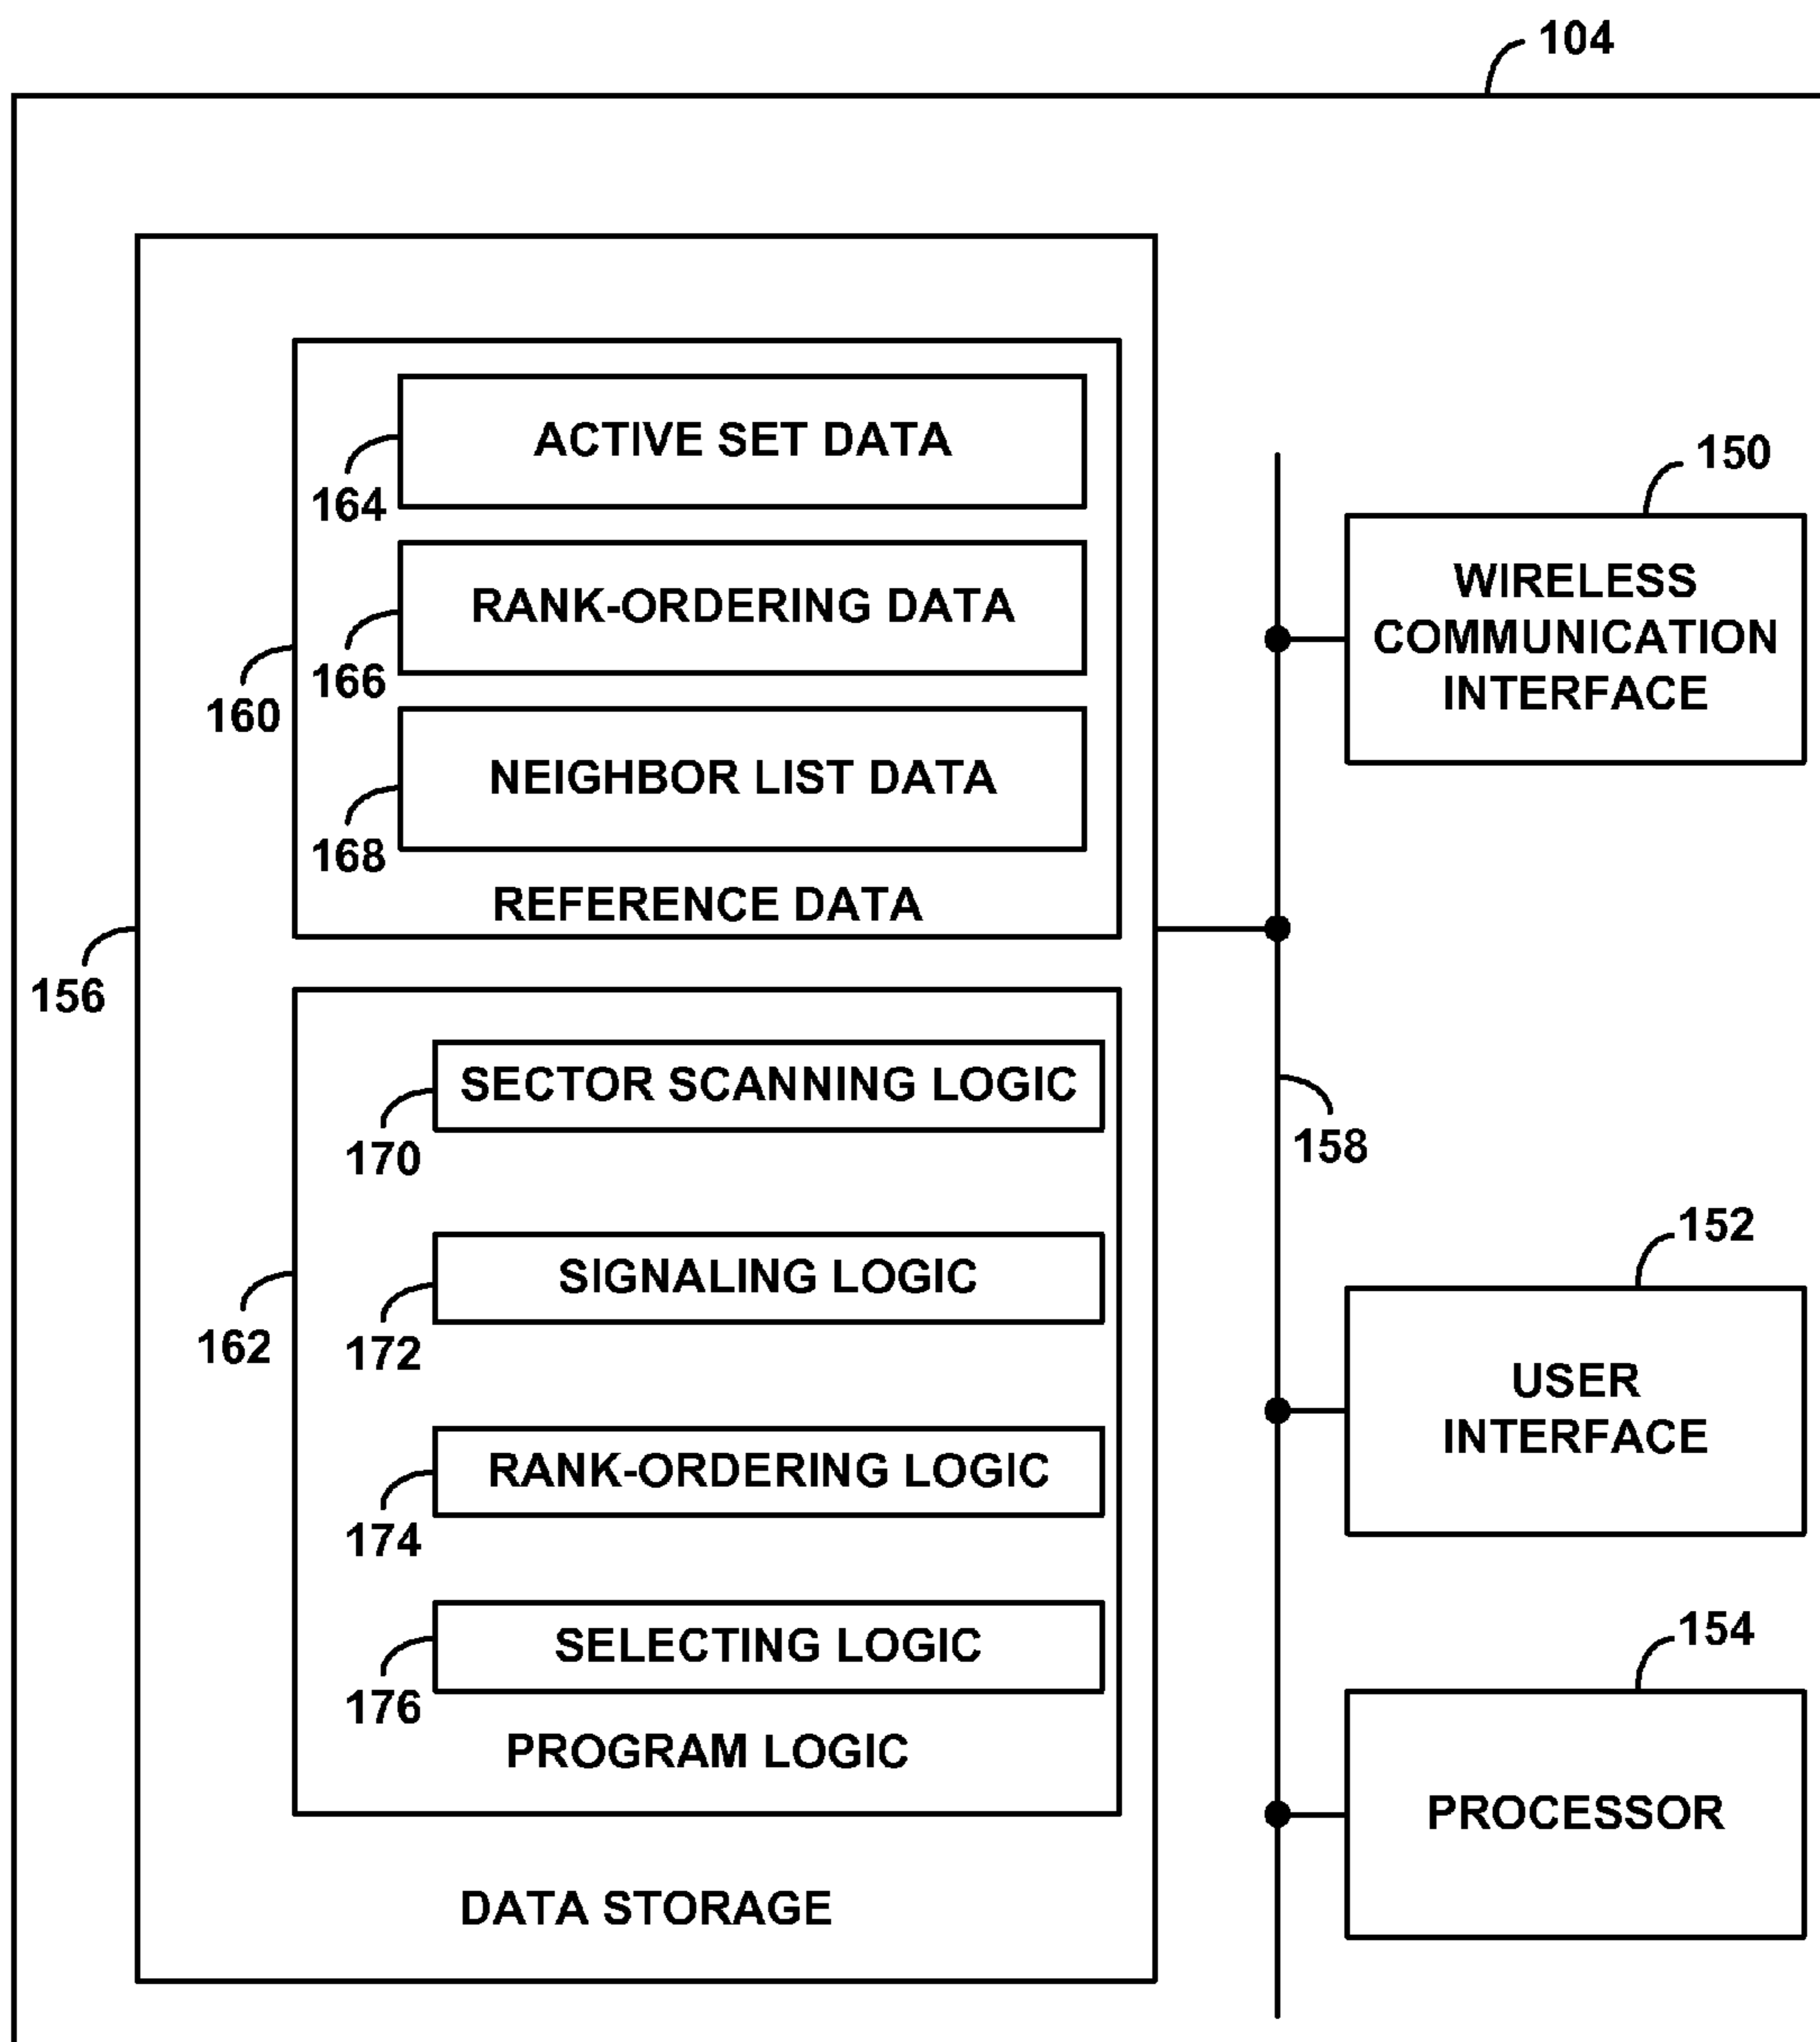 104
ACTIVE SET DATA
164
RANK-ORDERING DATA
166
160
NEIGHBOR LIST DATA
168
REFERENCE DATA
156
SECTOR SCANNING LOGIC
170
SIGNALING LOGIC
162
172
RANK-ORDERING LOGIC
174
SELECTING LOGIC
176
PROGRAM LOGIC
DATA STORAGE
158
150
WIRELESS
COMMUNICATION
INTERFACE
152
USER
INTERFACE
154
PROCESSOR